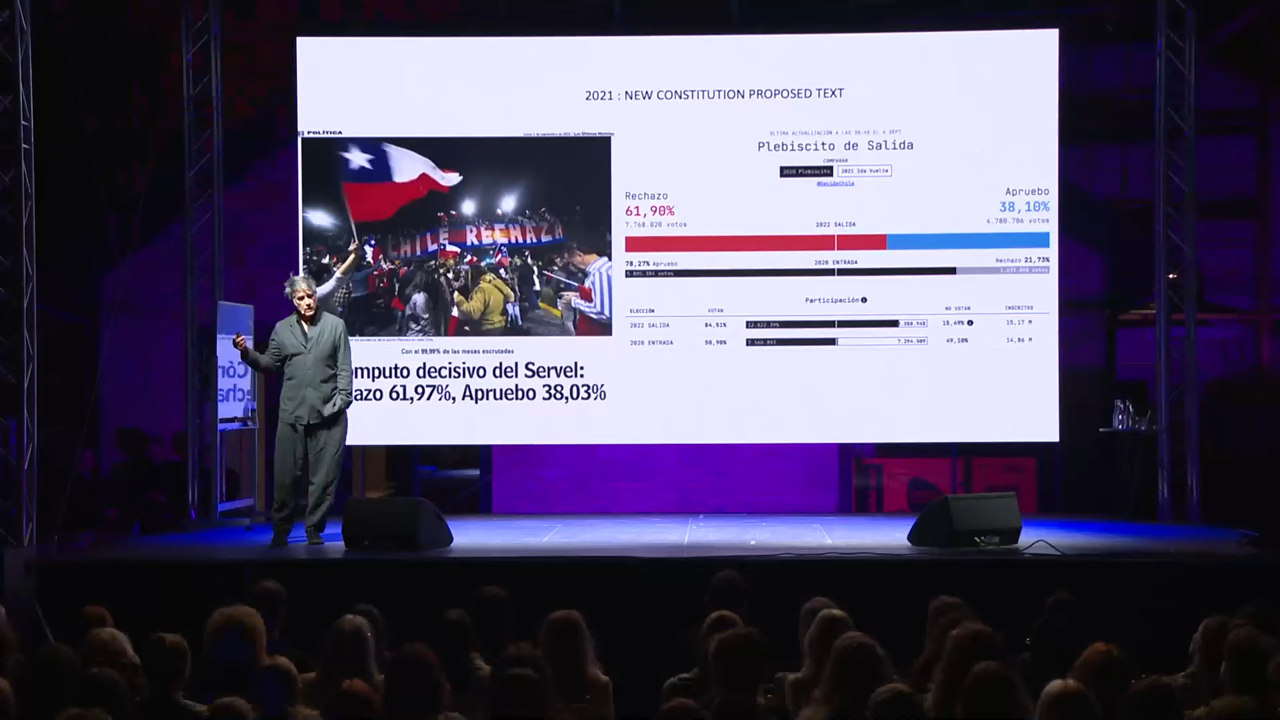 2021 : NEW CONSTITUTION PROPOSED TEXT
POLÍTICA
CHILE RECHAZA
Con el 99,99% de las mesas escrutadas
mputo decisivo del Servel:
azo 61,97%, Apruebo 38,03%
Plebiscito de Salida
COMPARAR
2020 Plebiscito
2021 2da Vuelta
#DecideChile
Rechazo
61,90%
7.768.020 votos
Apruebo
38,10%
4.780.706 votos
2022 SALIDA
78,27% Apruebo
2020 ENTRADA
Rechazo 21,73%
Participación
ELECCIÓN
VOTAN
NO VOTAN
INSCRITOS
2022 SALIDA
84,51%
15,49%
15,17 M
2020 ENTRADA
50,90%
49,10%
14,86 M